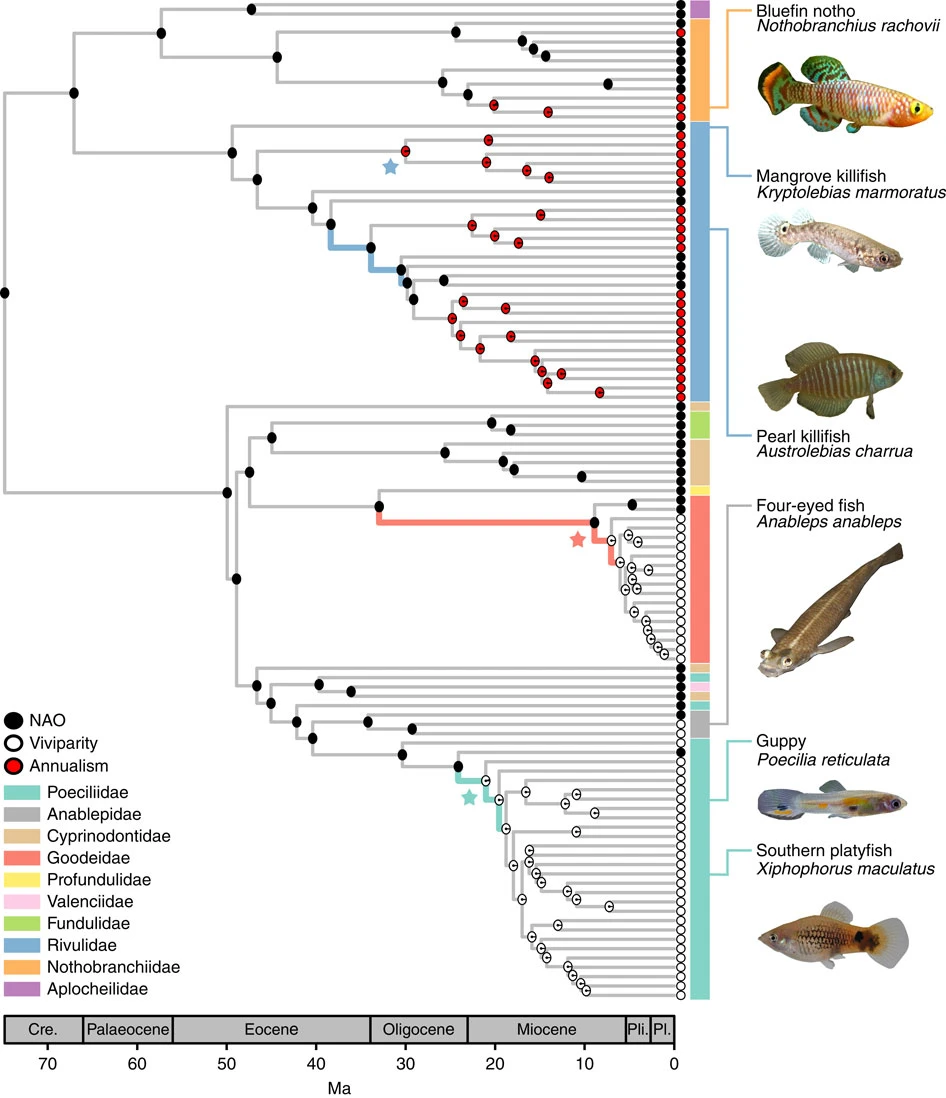 Bluefin notho
Nothobranchius rachovii
Mangrove killifish
Kryptolebias marmoratus
Pearl killifish
Austrolebias charrua
Four-eyed fish
Anableps anableps
Guppy
Poecilia reticulata
Southern platyfish
Xiphophorus maculatus
NAO
Viviparity
Annualism
Poeciliidae
Anablepidae
Cyprinodontidae
Goodeidae
Profundulidae
Valenciidae
Fundulidae
Rivulidae
Nothobranchiidae
Aplocheilidae
Cre. Palaeocene Eocene Oligocene Miocene Pli. Pl.
70 60 50 40 30 20 10 0
Ma